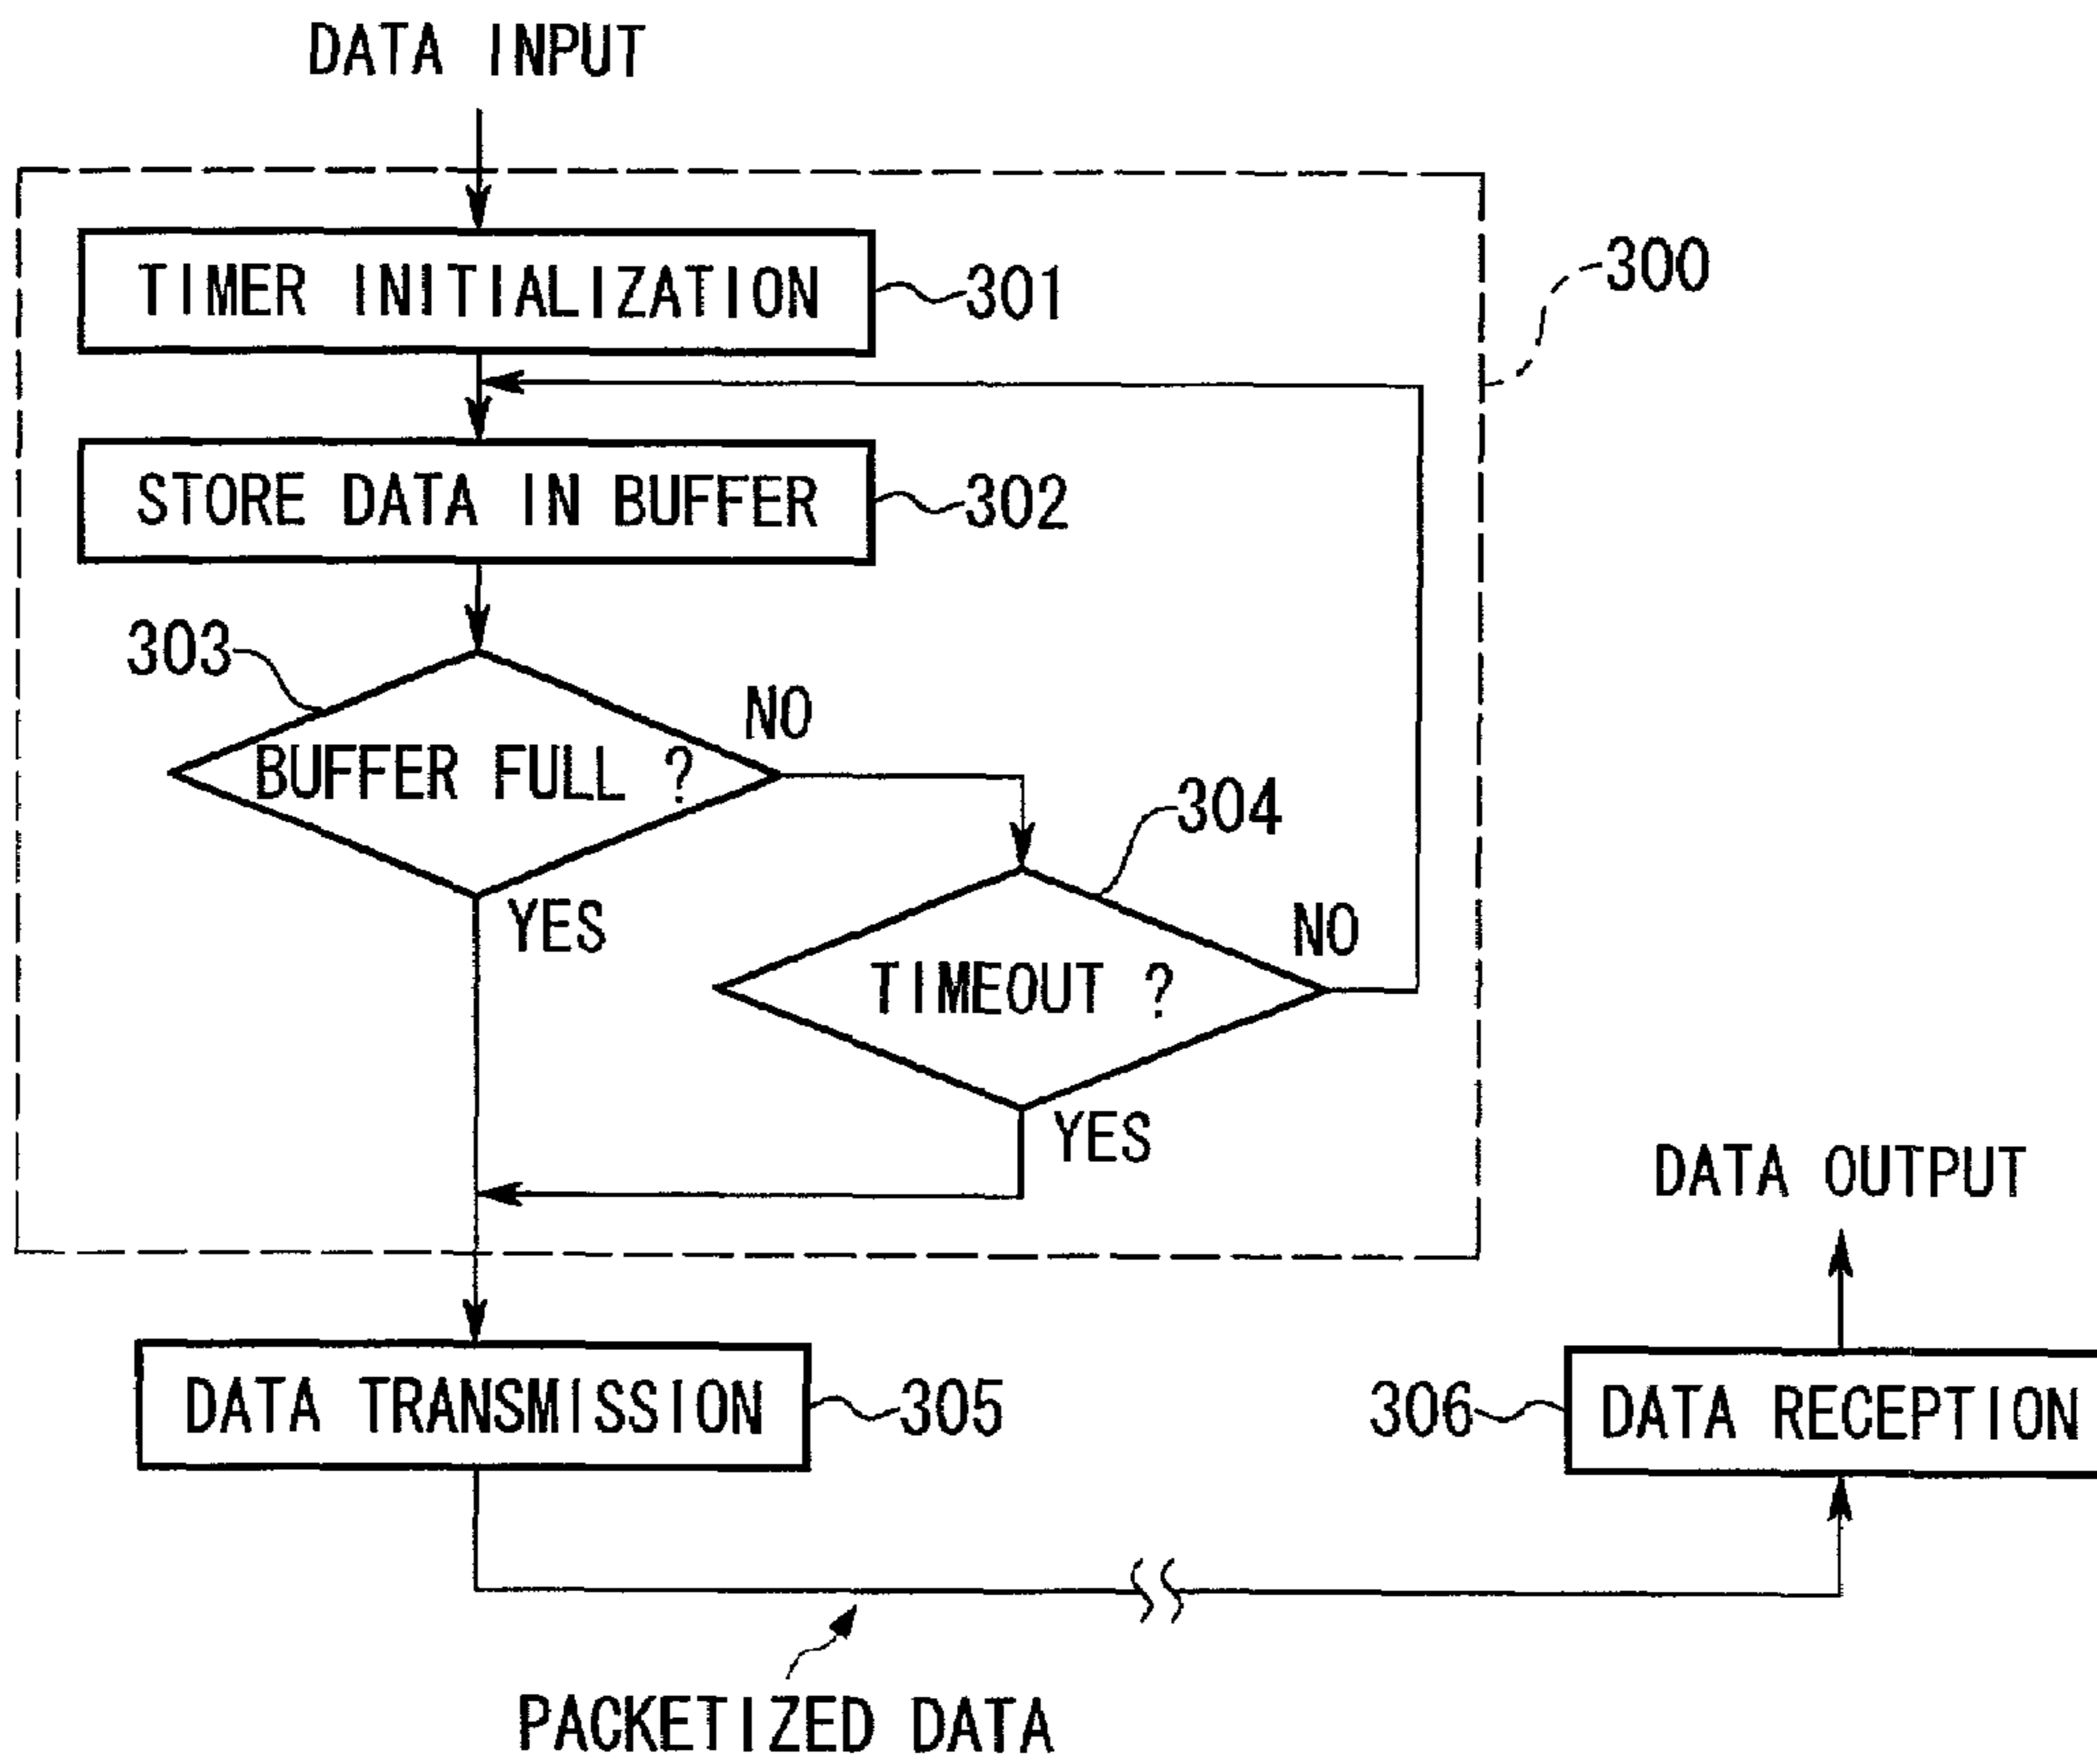 DATA INPUT
300
TIMER INITIALIZATION
301
STORE DATA IN BUFFER
302
303
BUFFER FULL ?
NO
YES
304
TIMEOUT ?
NO
YES
DATA OUTPUT
DATA TRANSMISSION
305
306
DATA RECEPTION
PACKETIZED DATA